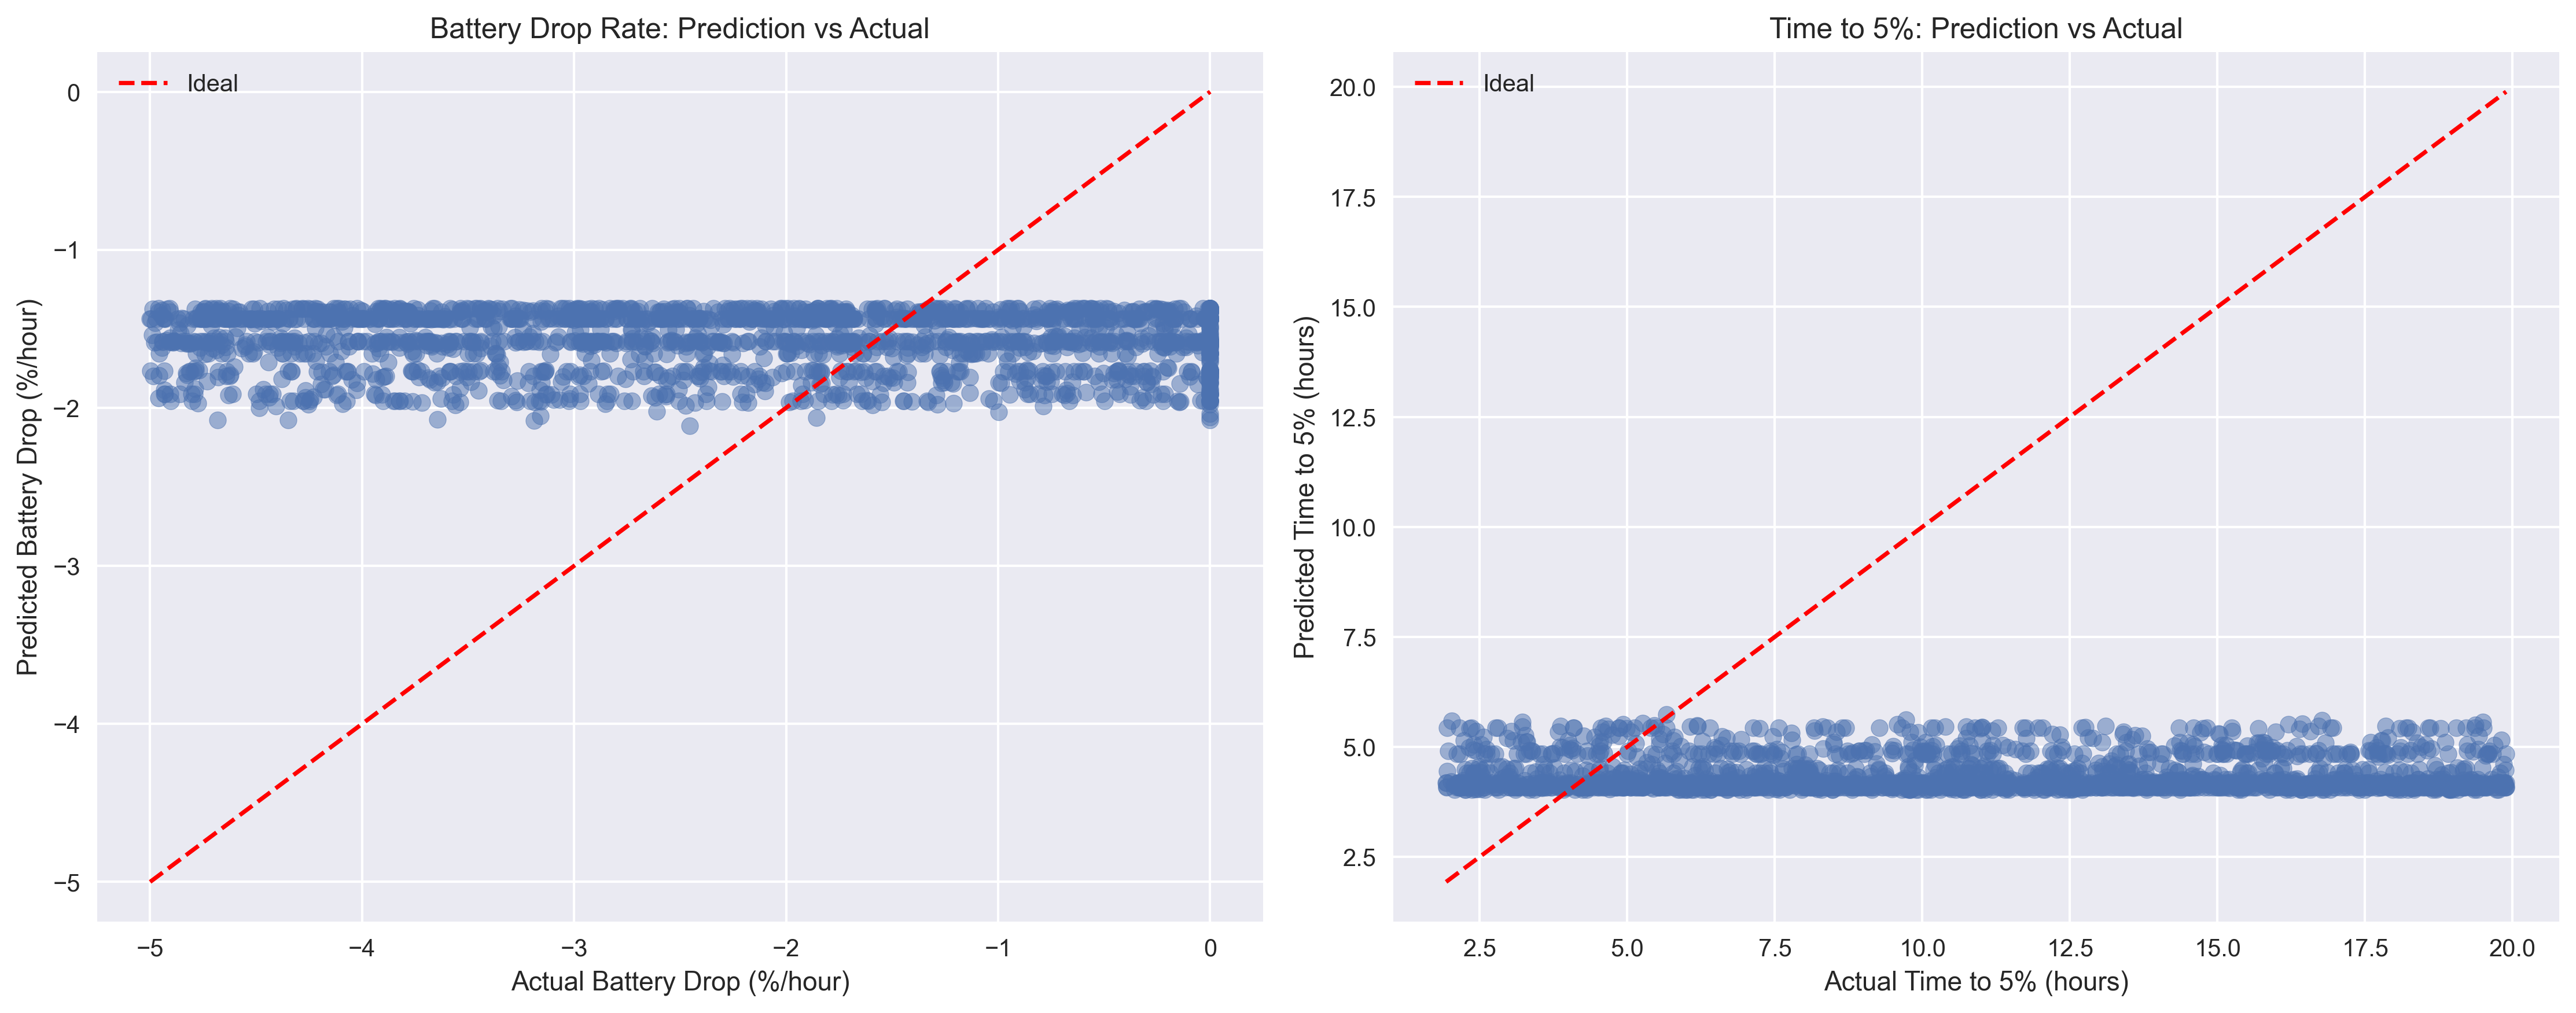 Battery Drop Rate: Prediction vs Actual
Ideal
Predicted Battery Drop (%/hour)
0
−1
−2
−3
−4
−5
−5 −4 −3 −2 −1 0
Actual Battery Drop (%/hour)
Time to 5%: Prediction vs Actual
Ideal
Predicted Time to 5% (hours)
20.0
17.5
15.0
12.5
10.0
7.5
5.0
2.5
2.5 5.0 7.5 10.0 12.5 15.0 17.5 20.0
Actual Time to 5% (hours)